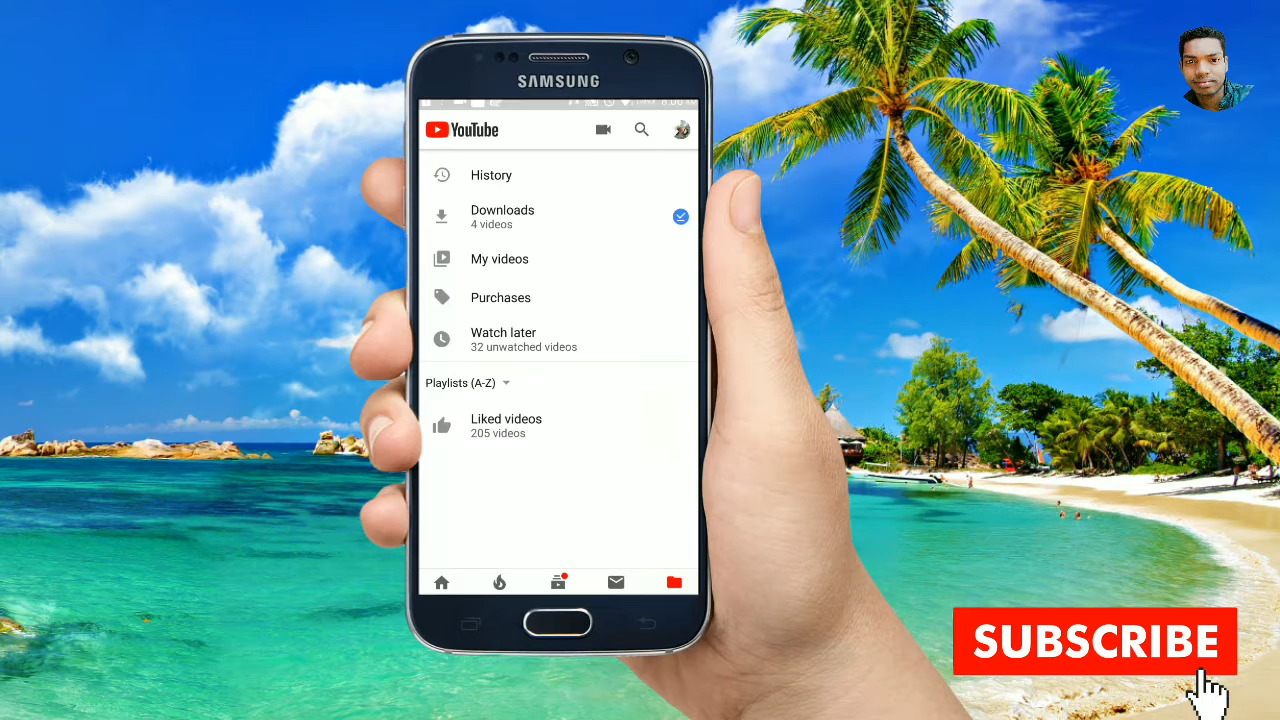 SAMSUNG
YouTube
History
Downloads
4 videos
My videos
Purchases
Watch later
32 unwatched videos
Playlists (A-Z)
Liked videos
205 videos
SUBSCRIBE